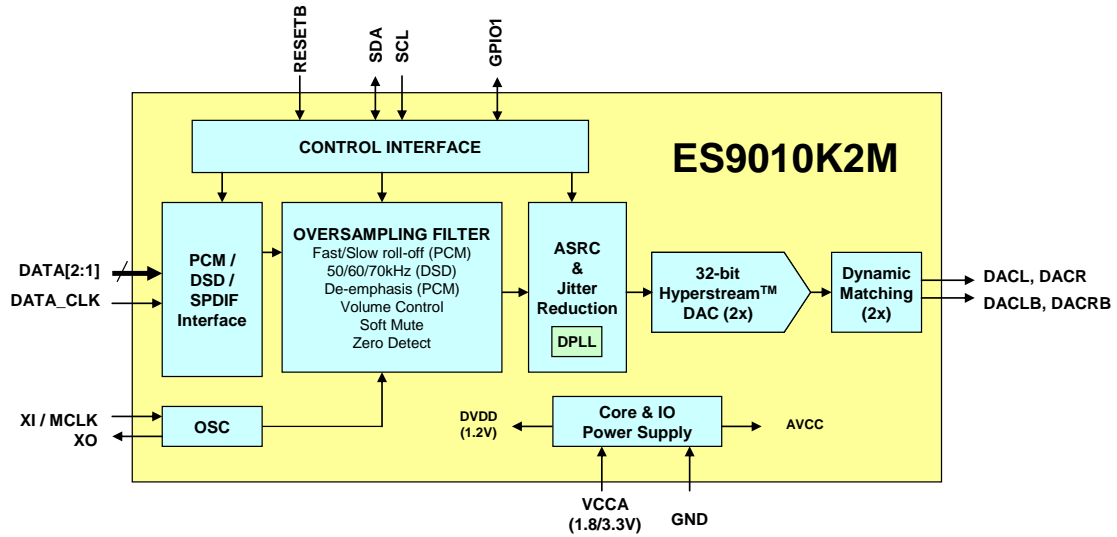 RESETB
SDA
SCL
GPIO1
CONTROL INTERFACE
ES9010K2M
DATA[2:1]
DATA_CLK
PCM /
DSD /
SPDIF
Interface
OVERSAMPLING FILTER
Fast/Slow roll-off (PCM)
50/60/70kHz (DSD)
De-emphasis (PCM)
Volume Control
Soft Mute
Zero Detect
ASRC
&
Jitter
Reduction
DPLL
32-bit
Hyperstream™
DAC (2x)
Dynamic
Matching
(2x)
DACL, DACR
DACLB, DACRB
XI / MCLK
XO
OSC
DVDD
(1.2V)
Core & IO
Power Supply
AVCC
VCCA
(1.8/3.3V)
GND